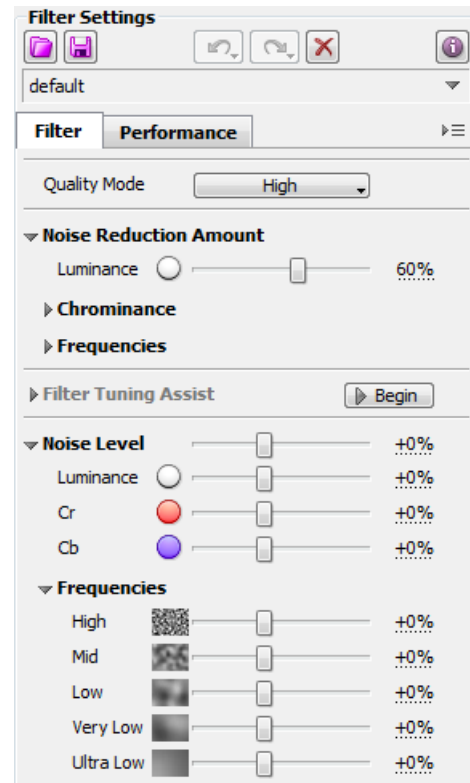 Filter Settings
default
Filter Performance
Quality Mode High
Noise Reduction Amount
Luminance 60%
Chrominance
Frequencies
Filter Tuning Assist Begin
Noise Level +0%
Luminance +0%
Cr +0%
Cb +0%
Frequencies
High +0%
Mid +0%
Low +0%
Very Low +0%
Ultra Low +0%